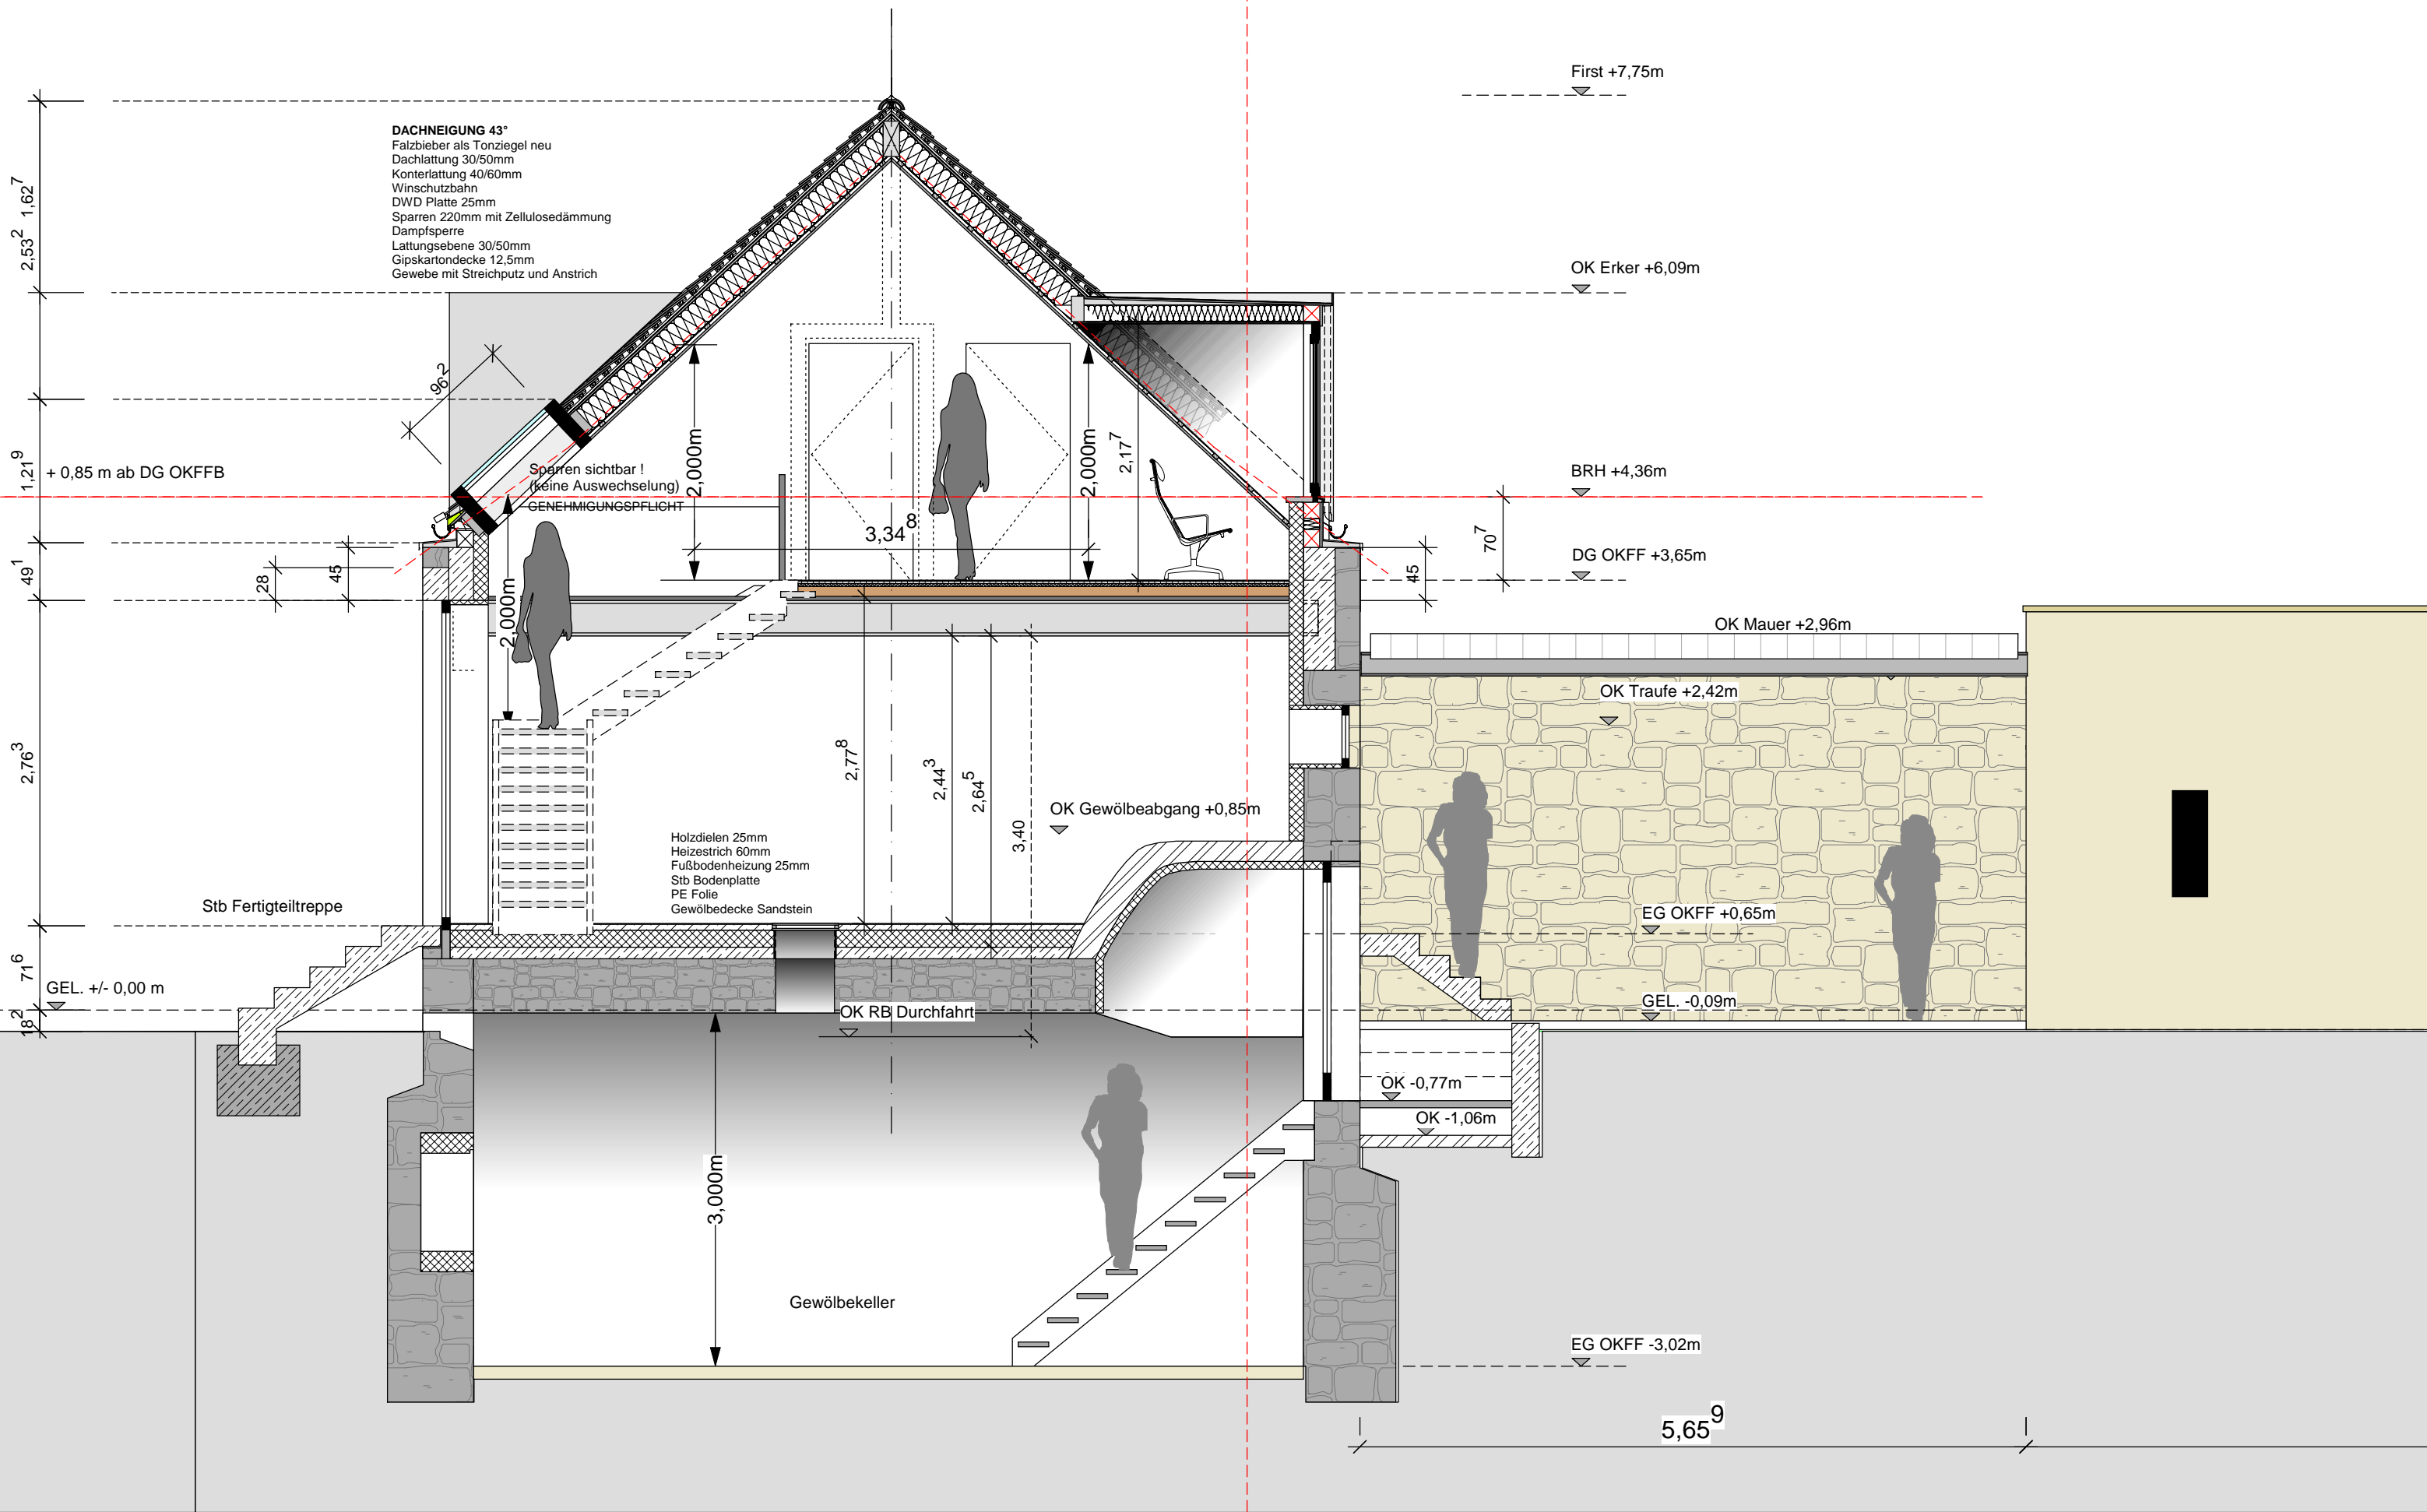 First +7,75m
DACHNEIGUNG 43°
Falzbieber als Tonziegel neu
Dachlattung 30/50mm
Konterlattung 40/60mm
Winschutzbahn
DWD Platte 25mm
Sparren 220mm mit Zellulosedämmung
Dampfsperre
Lattungsebene 30/50mm
Gipskartondecke 12,5mm
Gewebe mit Streichputz und Anstrich
1,62⁷
2,53²
OK Erker +6,09m
96²
1,21⁹
+ 0,85 m ab DG OKFFB
Sparren sichtbar !
(keine Auswechselung)
GENEHMIGUNGSPFLICHT
2,000m
2,000m
2,17⁷
BRH +4,36m
3,34⁸
70⁷
DG OKFF +3,65m
49¹
28
45
45
2,000m
OK Mauer +2,96m
OK Traufe +2,42m
2,76³
2,77⁸
2,44³
2,64⁵
3,40
OK Gewölbeabgang +0,85m
Holzdielen 25mm
Heizestrich 60mm
Fußbodenheizung 25mm
Stb Bodenplatte
PE Folie
Gewölbedecke Sandstein
Stb Fertigteiltreppe
EG OKFF +0,65m
71⁶
GEL. +/- 0,00 m
18²
OK RB Durchfahrt
GEL. -0,09m
OK -0,77m
OK -1,06m
3,000m
Gewölbekeller
EG OKFF -3,02m
5,65⁹